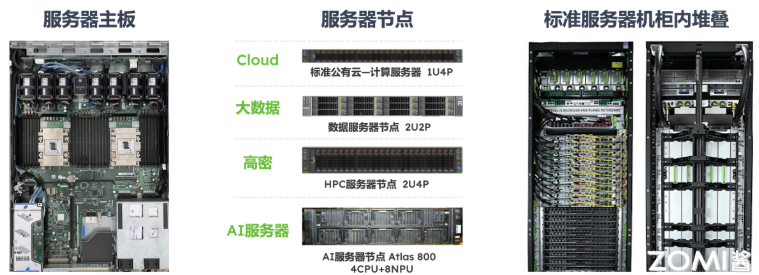 服务器主板
服务器节点
标准服务器机柜内堆叠
Cloud
标准公有云—计算服务器 1U4P
大数据
数据服务器节点 2U2P
高密
HPC服务器节点 2U4P
AI服务器
AI服务器节点 Atlas 800
4CPU+8NPU
ZOMI酱